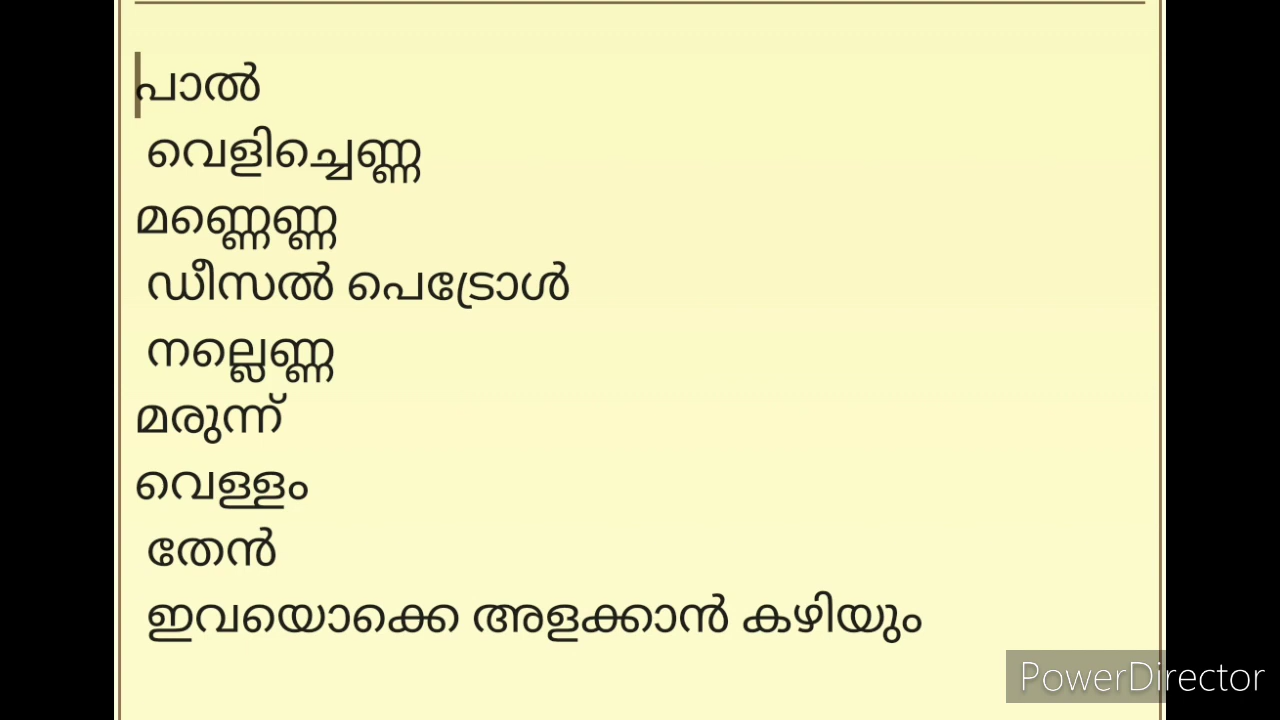 പാൽ
വെളിച്ചെണ്ണ
മണ്ണെണ്ണ
ഡീസൽ പെട്രോൾ
നല്ലെണ്ണ
മരുന്ന്
വെള്ളം
തേൻ
ഇവയൊക്കെ അളക്കാൻ കഴിയും
PowerDirector